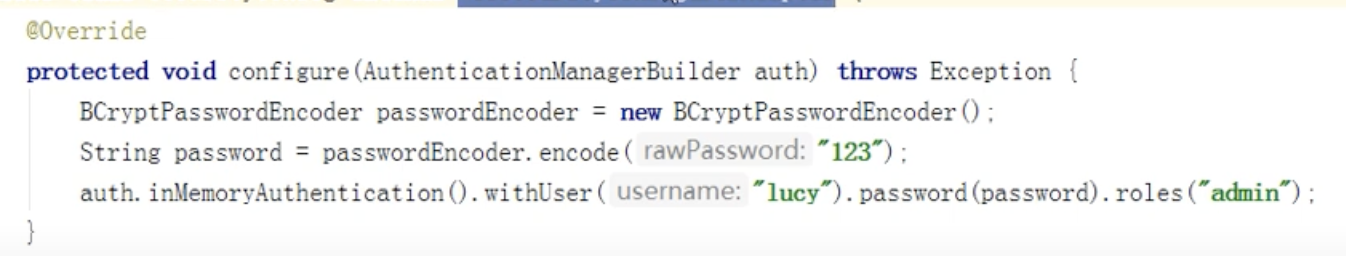 @Override
protected void configure(AuthenticationManagerBuilder auth) throws Exception {
BCryptPasswordEncoder passwordEncoder = new BCryptPasswordEncoder();
String password = passwordEncoder.encode( rawPassword: "123");
auth.inMemoryAuthentication().withUser( username: "lucy").password(password).roles("admin");
}